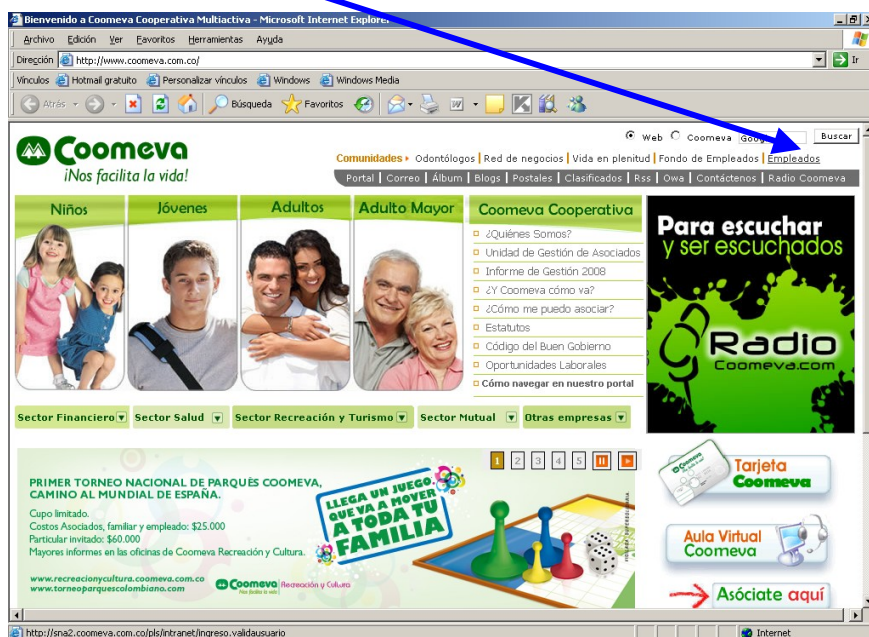 Bienvenido a Coomeva Cooperativa Multiactiva - Microsoft Internet Explorer
Archivo Edición Ver Favoritos Herramientas Ayuda
Dirección http://www.coomeva.com.co/ Ir
Vínculos Hotmail gratuito Personalizar vínculos Windows Windows Media
Atrás Búsqueda Favoritos
Web Coomeva Buscar
Coomeva
¡Nos facilita la vida!
Comunidades Odontólogos | Red de negocios | Vida en plenitud | Fondo de Empleados | Empleados
Portal | Correo | Álbum | Blogs | Postales | Clasificados | Rss | Owa | Contáctenos | Radio Coomeva
Niños Jóvenes Adultos Adulto Mayor
Coomeva Cooperativa
¿Quiénes Somos?
Unidad de Gestión de Asociados
Informe de Gestión 2008
¿Y Coomeva cómo va?
¿Cómo me puedo asociar?
Estatutos
Código del Buen Gobierno
Oportunidades Laborales
Cómo navegar en nuestro portal
Para escuchar
y ser escuchados
Radio
Coomeva.com
Sector Financiero Sector Salud Sector Recreación y Turismo Sector Mutual Otras empresas
1 2 3 4 5
PRIMER TORNEO NACIONAL DE PARQUÉS COOMEVA,
CAMINO AL MUNDIAL DE ESPAÑA.
Cupo limitado.
Costos Asociados, familiar y empleado: $25.000
Particular invitado: $60.000
Mayores informes en las oficinas de Coomeva Recreación y Cultura.
www.recreacionycultura.coomeva.com.co
www.torneoparquescolombiano.com
Coomeva Recreación y Cultura
Nos facilita la vida
LLEGA UN JUEGO
QUE VA A MOVER
A TODA TU
FAMILIA
Tarjeta
Coomeva
Aula Virtual
Coomeva
Asóciate aquí
http://sna2.coomeva.com.co/pls/intranet/ingreso.validausuario Internet